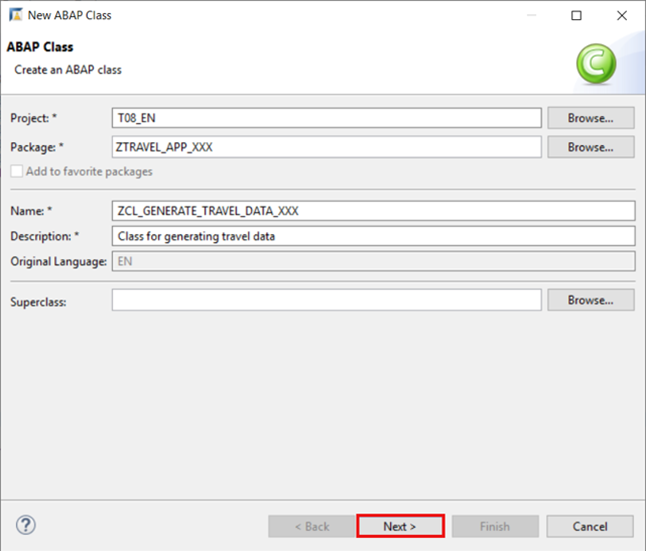 New ABAP Class
ABAP Class
Create an ABAP class
Project: * T08_EN Browse...
Package: * ZTRAVEL_APP_XXX Browse...
Add to favorite packages
Name: * ZCL_GENERATE_TRAVEL_DATA_XXX
Description: * Class for generating travel data
Original Language: EN
Superclass: Browse...
? < Back Next > Finish Cancel